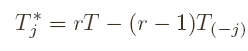 $T_j^* = rT - (r-1)T_{(-j)}$